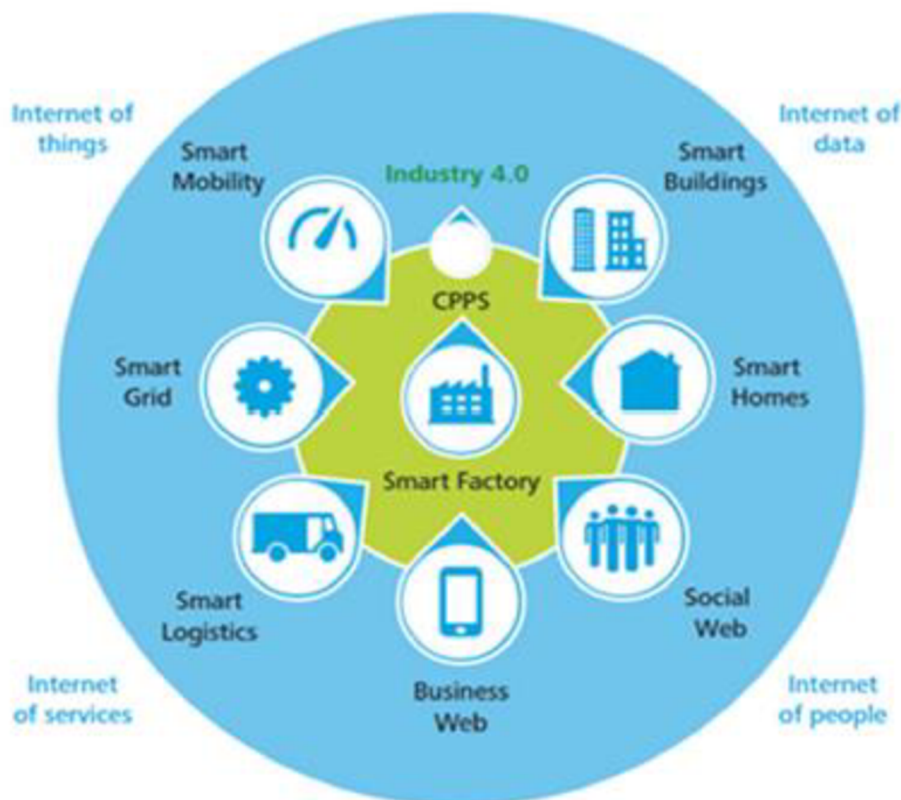 Internet of
things
Internet of
data
Smart
Mobility
Industry 4.0
Smart
Buildings
CPPS
Smart
Grid
Smart
Homes
Smart Factory
Smart
Logistics
Social
Web
Business
Web
Internet
of services
Internet
of people